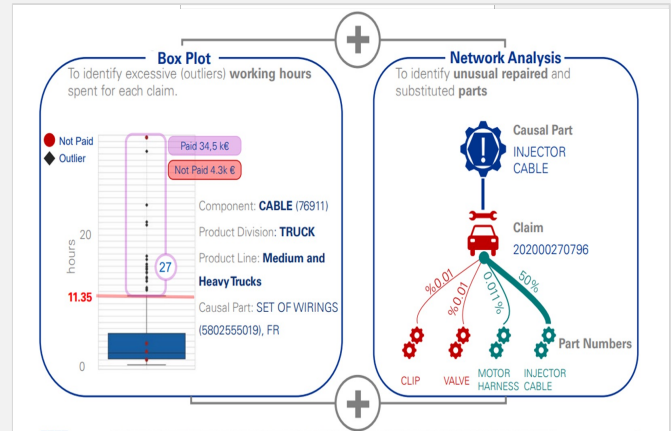 Box Plot
To identify excessive (outliers) working hours
spent for each claim.
Not Paid
Outlier
Paid 34,5 k€
Not Paid 4.3k €
hours
20
11.35
0
27
Component: CABLE (76911)
Product Division: TRUCK
Product Line: Medium and
Heavy Trucks
Causal Part: SET OF WIRINGS
(5802555019), FR
Network Analysis
To identify unusual repaired and
substituted parts
Causal Part
INJECTOR
CABLE
Claim
202000270796
%0.01
%0.01
0.011%
50%
Part Numbers
CLIP
VALVE
MOTOR
HARNESS
INJECTOR
CABLE